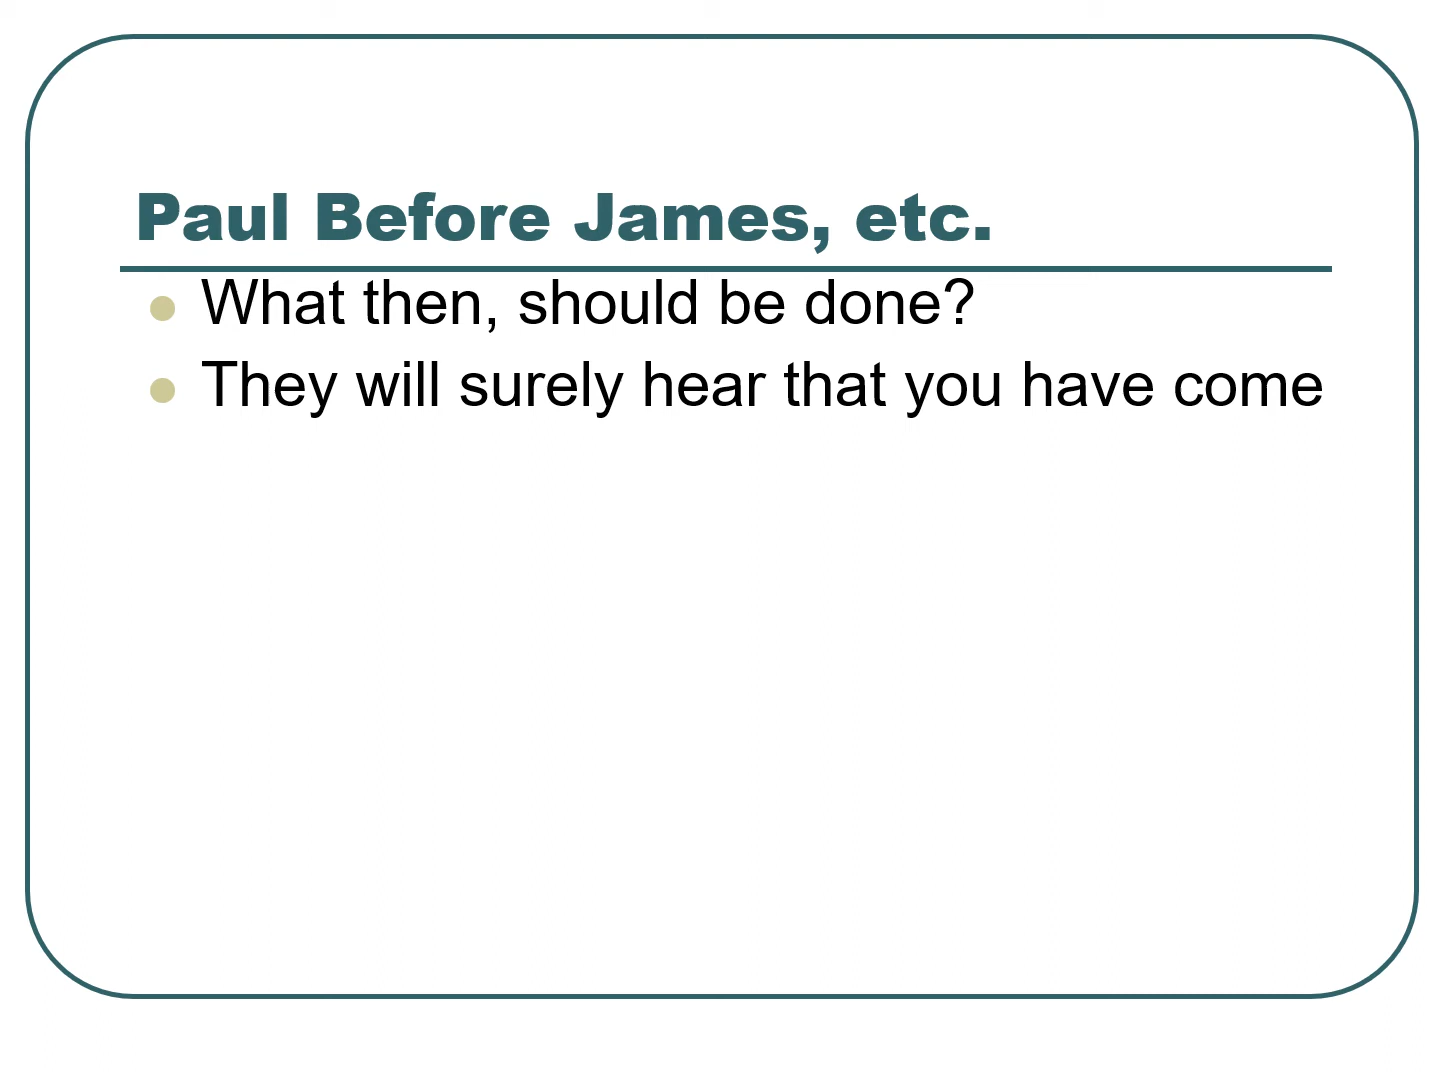 Paul Before James, etc.
What then, should be done?
They will surely hear that you have come